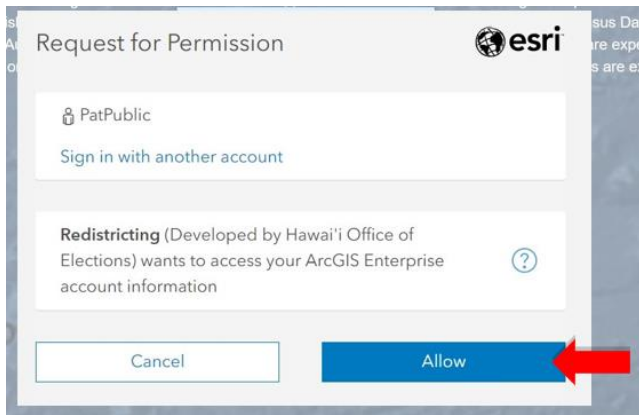 Request for Permission
esri
PatPublic
Sign in with another account
Redistricting (Developed by Hawai'i Office of
Elections) wants to access your ArcGIS Enterprise
account information
?
Cancel
Allow